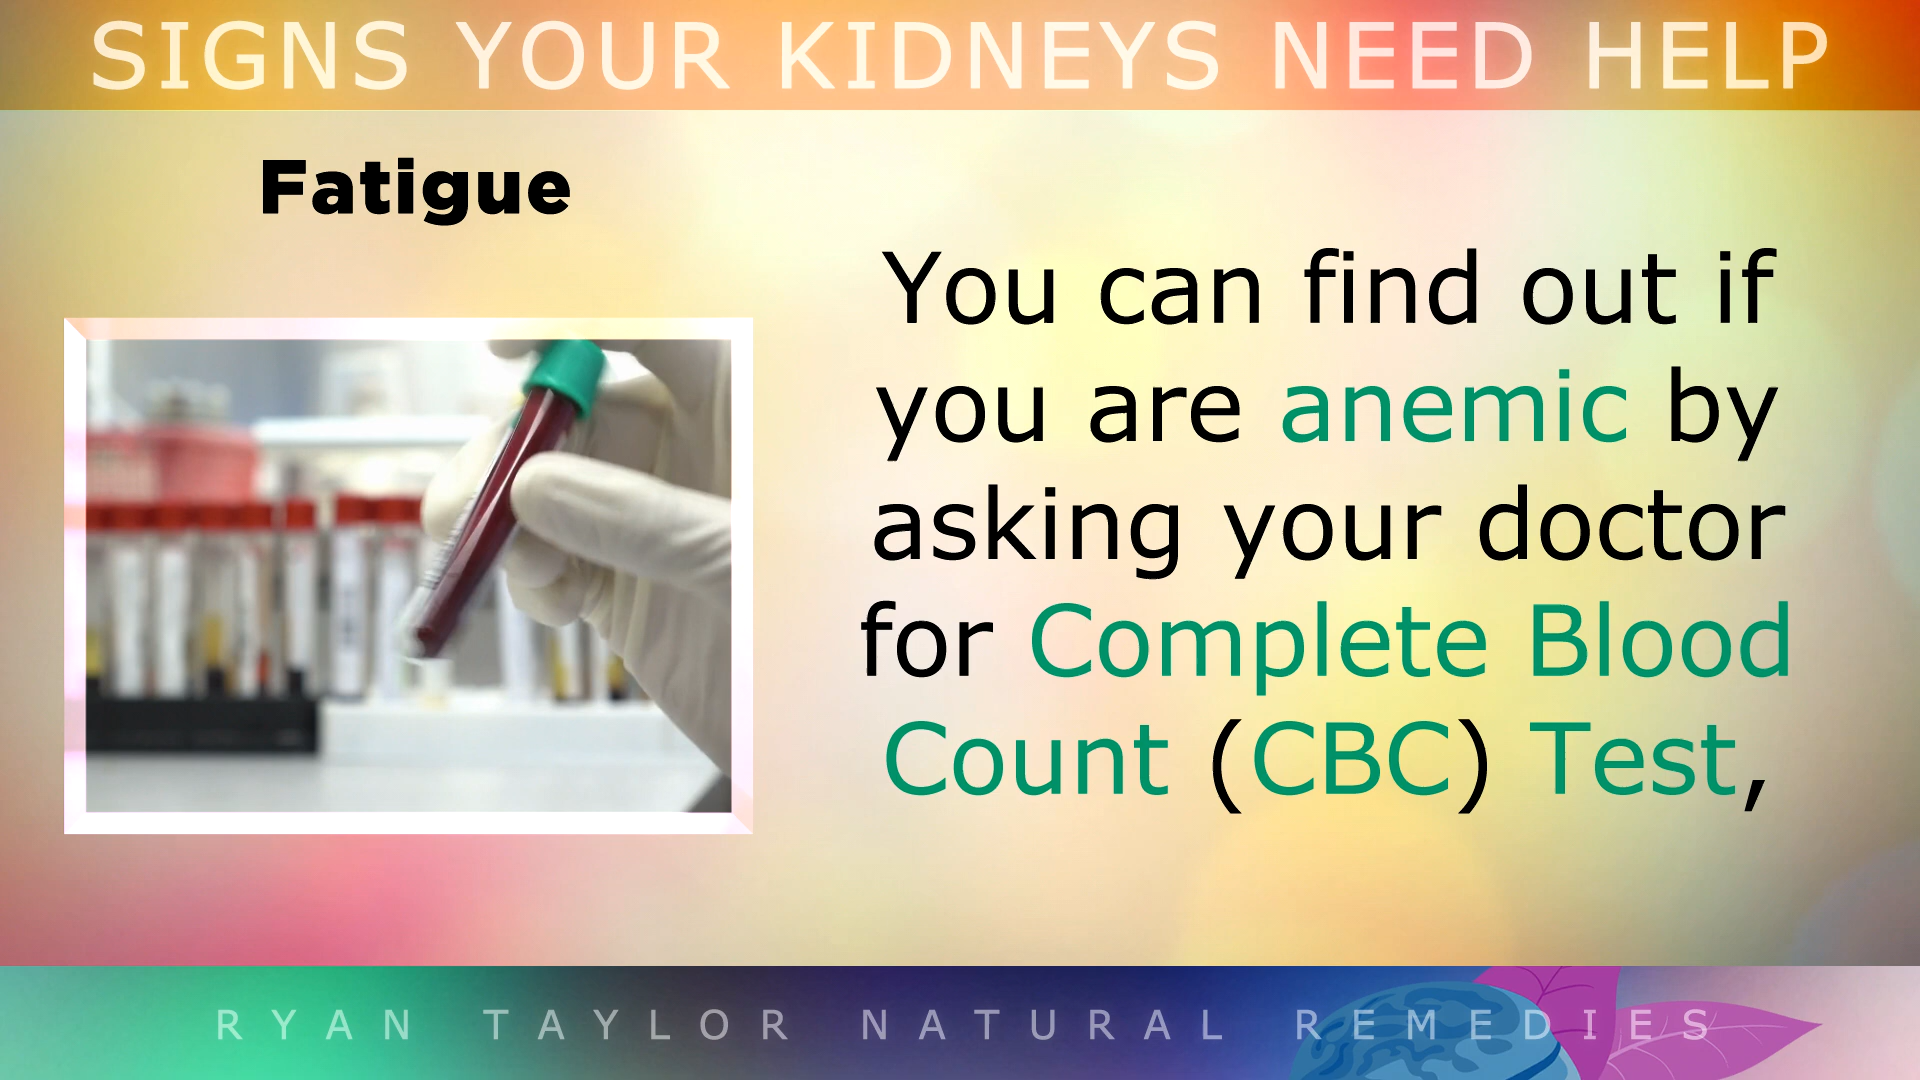 SIGNS YOUR KIDNEYS NEED HELP
Fatigue
You can find out if
you are anemic by
asking your doctor
for Complete Blood
Count (CBC) Test,
RYAN TAYLOR NATURAL REMEDIES